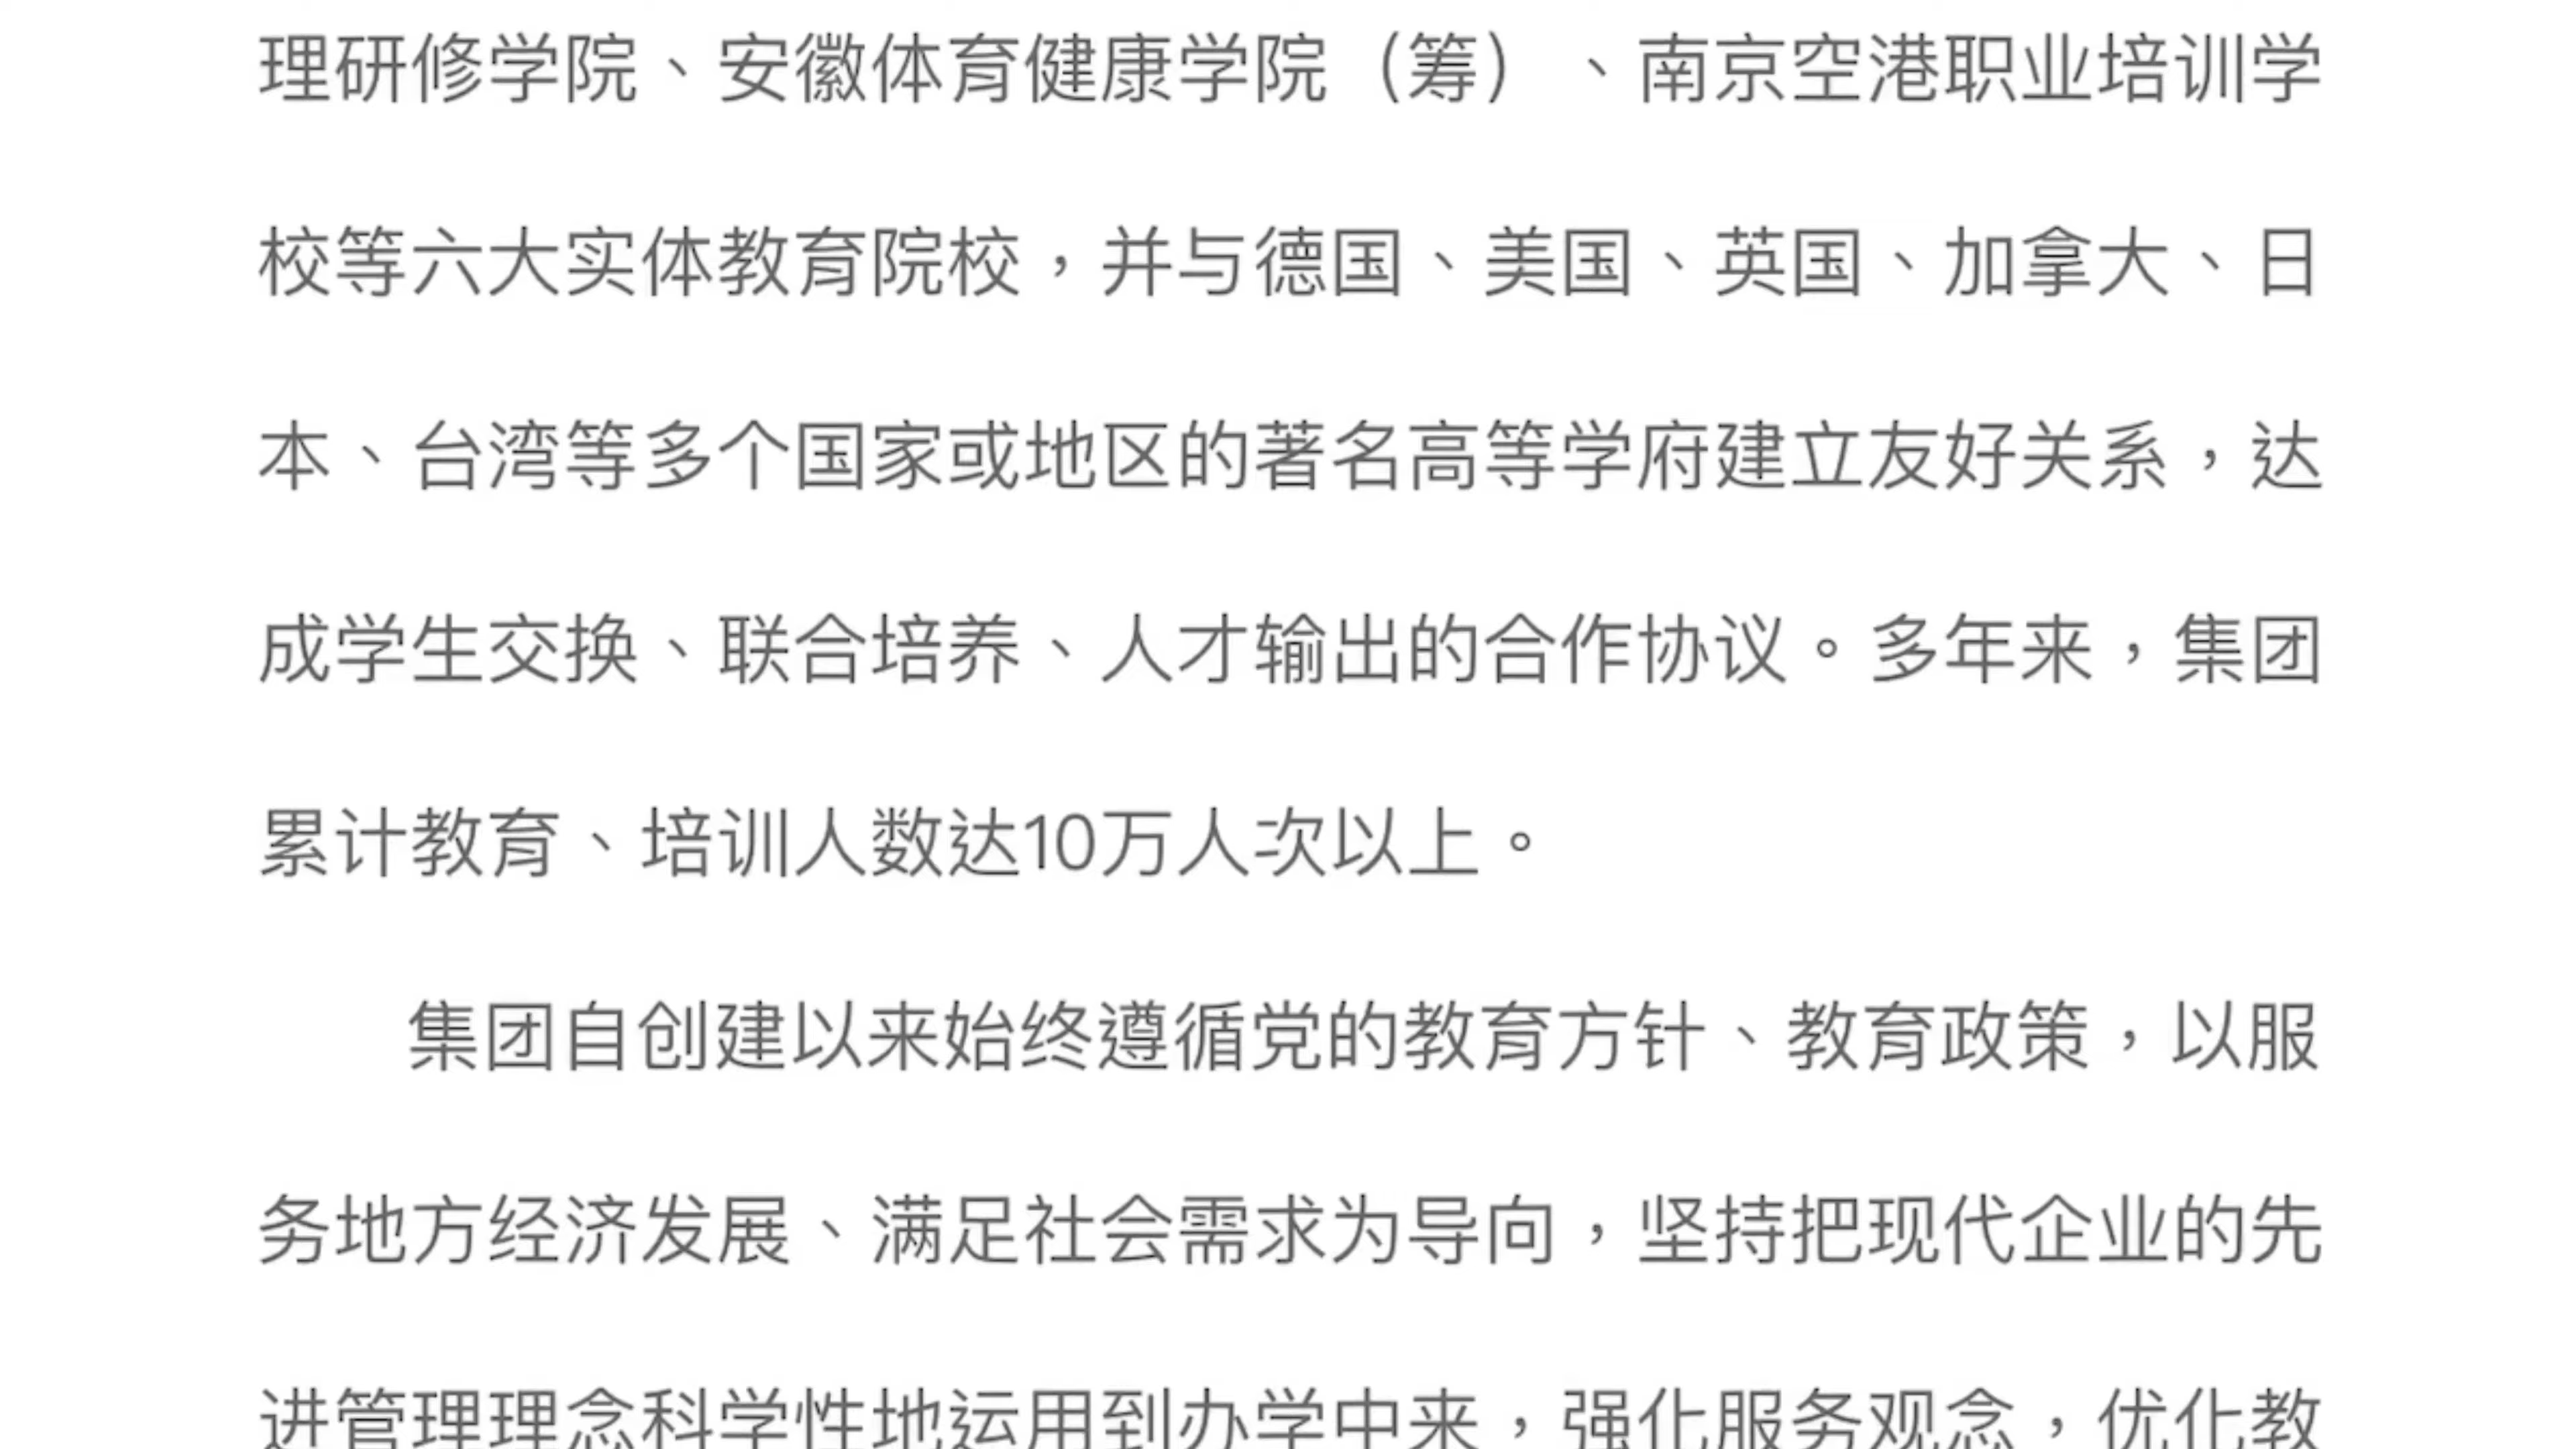 理研修学院、安徽体育健康学院（筹）、南京空港职业培训学
校等六大实体教育院校，并与德国、美国、英国、加拿大、日
本、台湾等多个国家或地区的著名高等学府建立友好关系，达
成学生交换、联合培养、人才输出的合作协议。多年来，集团
累计教育、培训人数达10万人次以上。
集团自创建以来始终遵循党的教育方针、教育政策，以服
务地方经济发展、满足社会需求为导向，坚持把现代企业的先
进管理理念科学性地运用到办学中来，强化服务观念，优化教